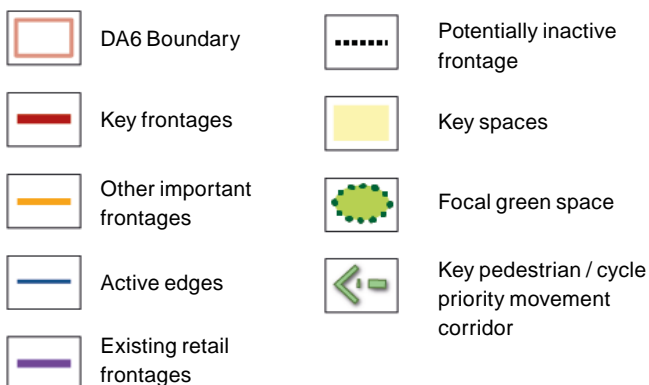 DA6 Boundary
Key frontages
Other important
frontages
Active edges
Existing retail
frontages
Potentially inactive
frontage
Key spaces
Focal green space
Key pedestrian / cycle
priority movement
corridor